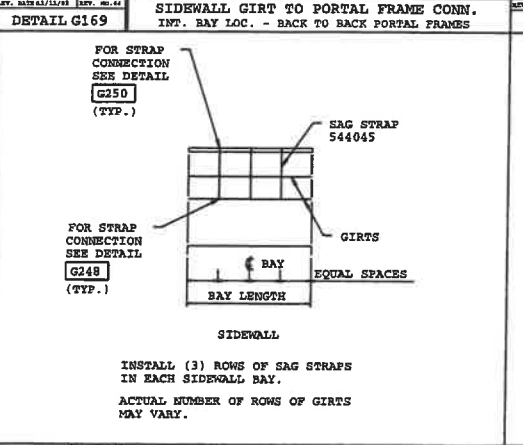 DETAIL G169
SIDEWALL GIRT TO PORTAL FRAME CONN.
INT. BAY LOC. - BACK TO BACK PORTAL FRAMES
FOR STRAP
CONNECTION
SEE DETAIL
G250
(TYP.)
SAG STRAP
544045
FOR STRAP
CONNECTION
SEE DETAIL
G248
(TYP.)
GIRTS
BAY
EQUAL SPACES
BAY LENGTH
SIDEWALL
INSTALL (3) ROWS OF SAG STRAPS
IN EACH SIDEWALL BAY.
ACTUAL NUMBER OF ROWS OF GIRTS
MAY VARY.